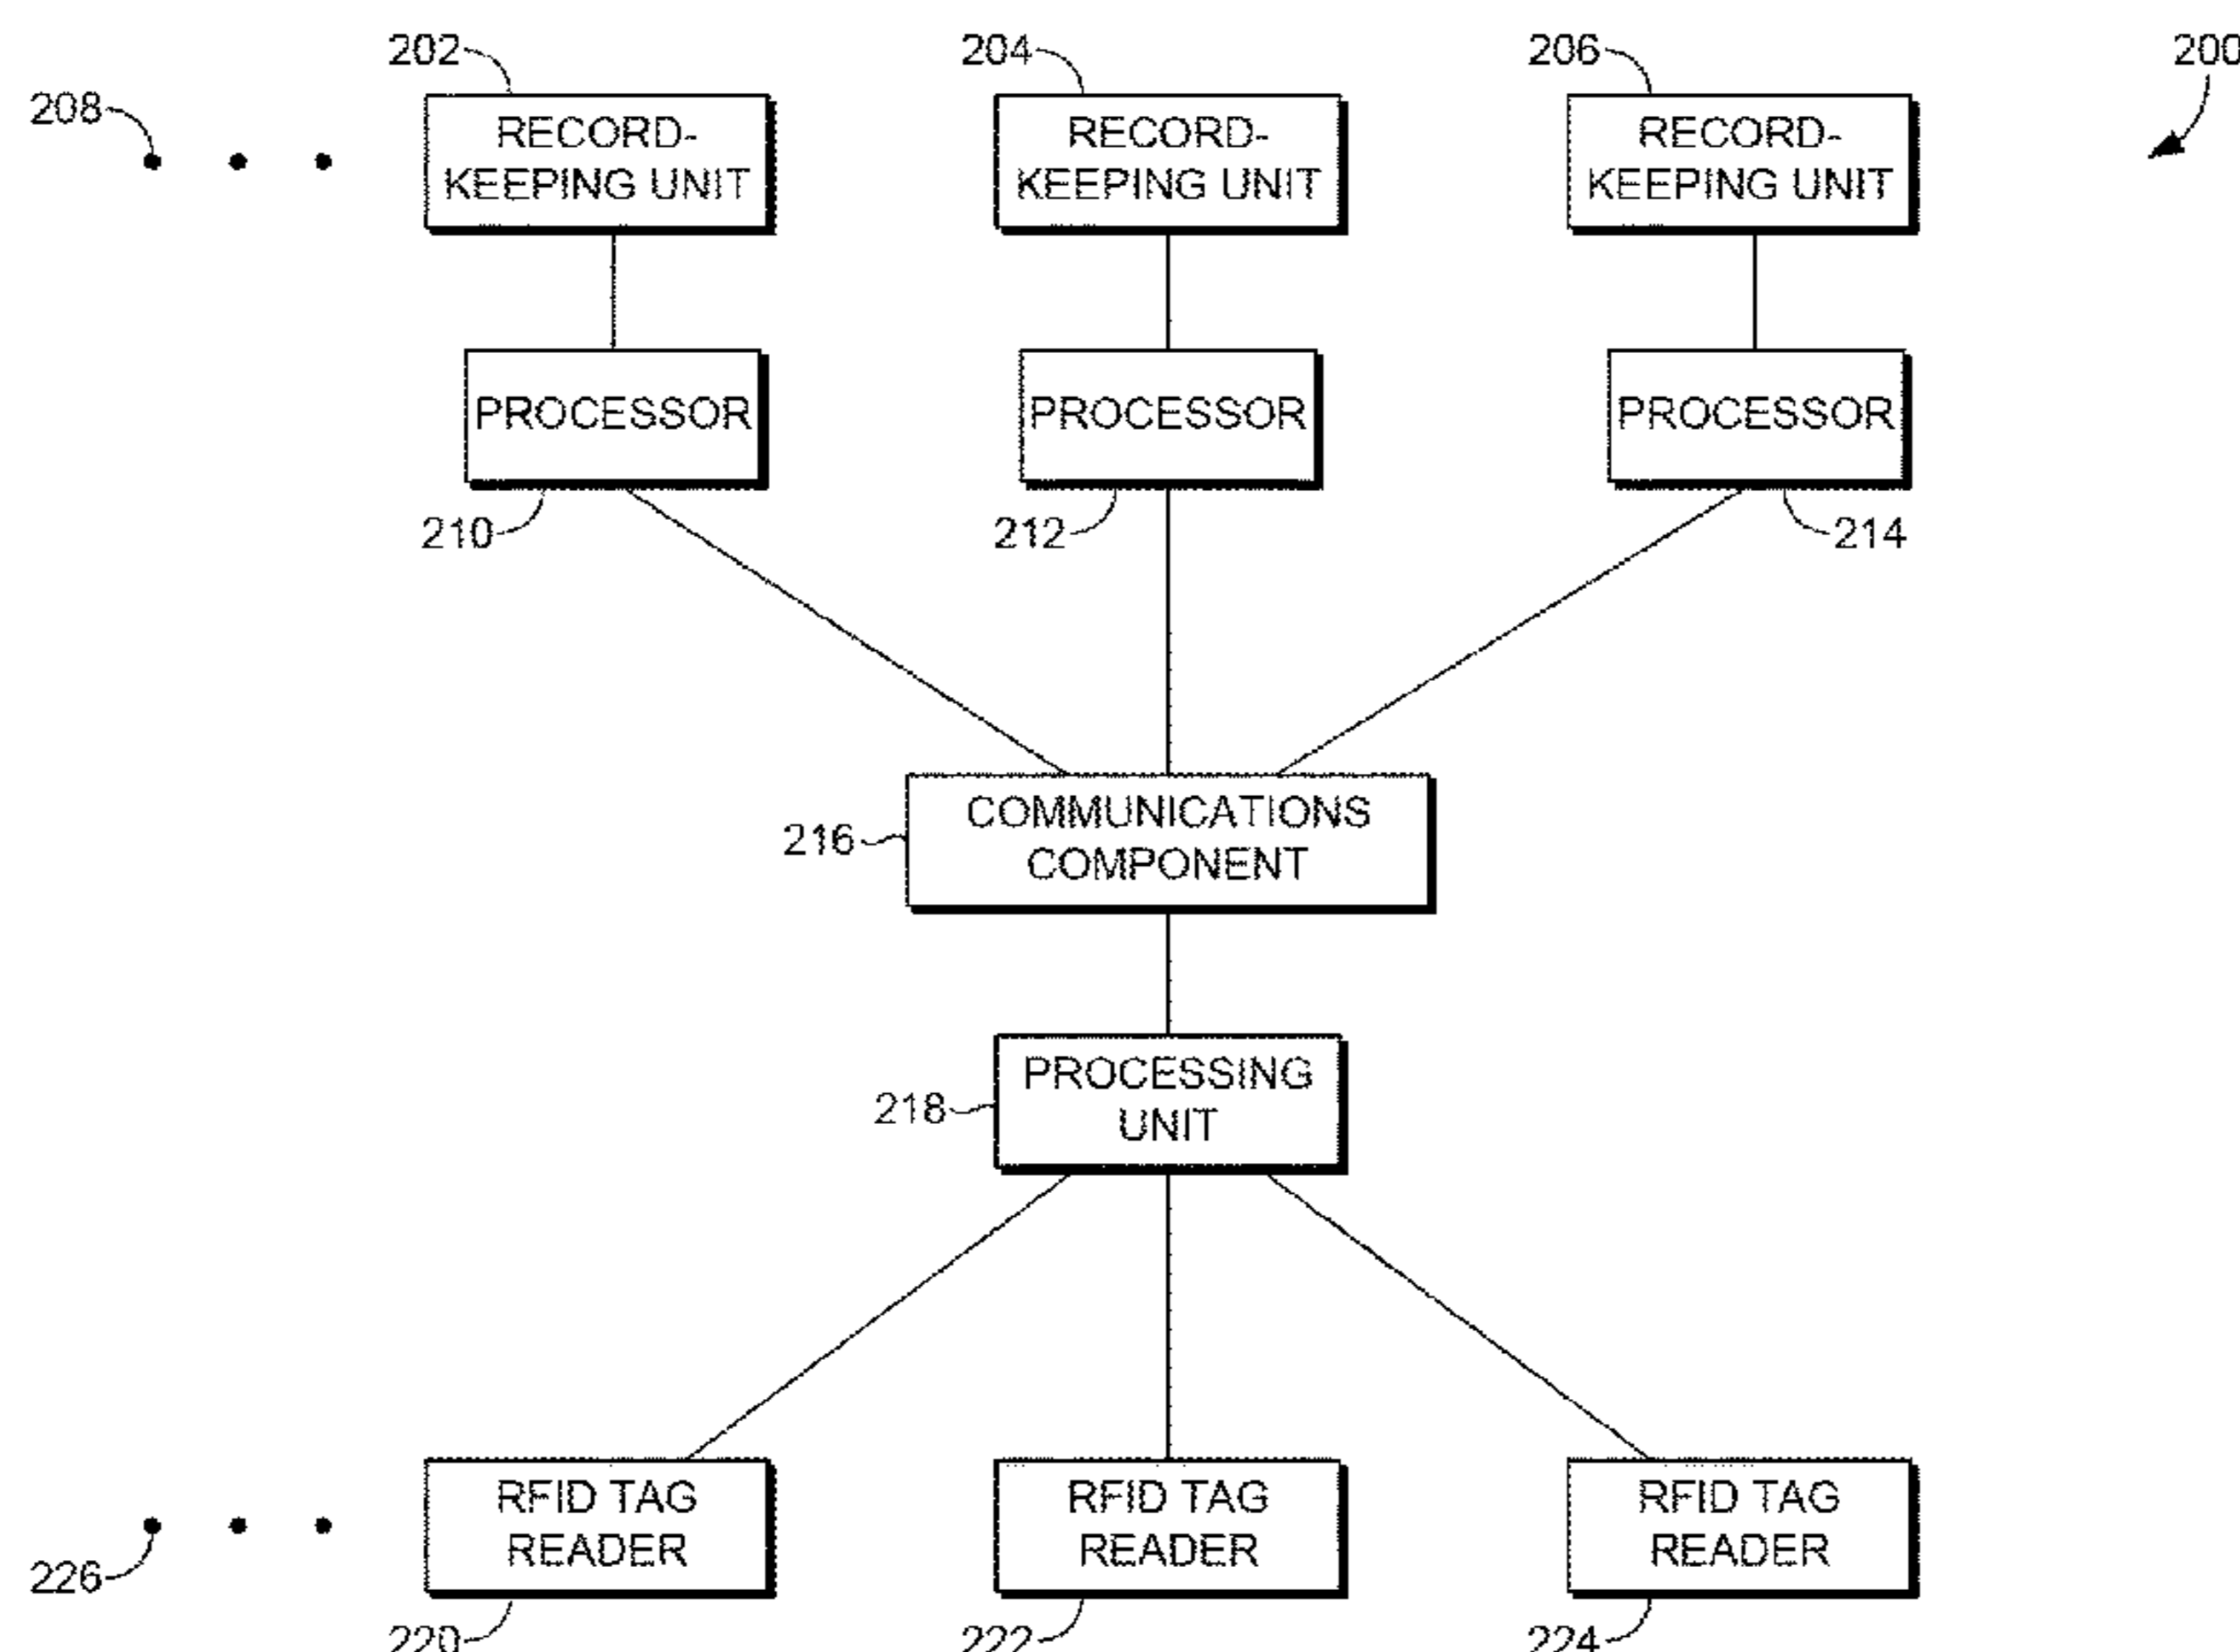 202
204
206
200
208
RECORD-
KEEPING UNIT
RECORD-
KEEPING UNIT
RECORD-
KEEPING UNIT
PROCESSOR
PROCESSOR
PROCESSOR
210
212
214
216
COMMUNICATIONS
COMPONENT
218
PROCESSING
UNIT
RFID TAG
READER
RFID TAG
READER
RFID TAG
READER
226
220
222
224